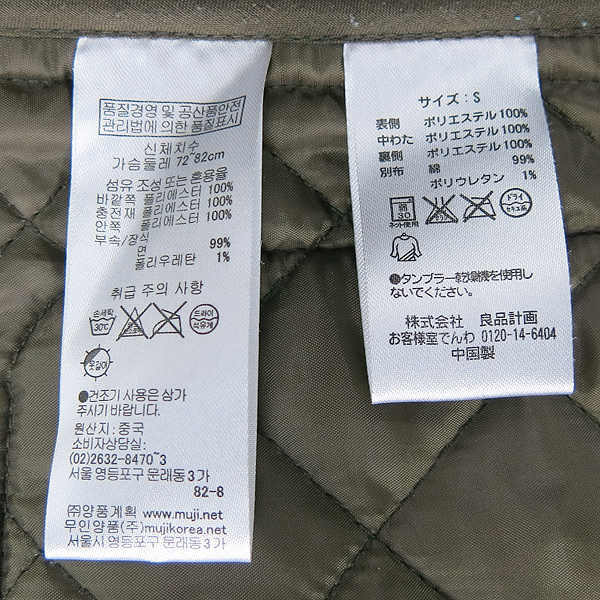 품질경영 및 공산품안전
관리법에 의한 품질표시
신체치수
가슴둘레 72~82cm
섬유 조성 또는 혼용율
바깥쪽 폴리에스터 100%
충전재 폴리에스터 100%
안쪽 폴리에스터 100%
부속/장식
면 99%
폴리우레탄 1%
취급 주의 사항
손세탁
30℃
드라이
석유계
옷걸이
●건조기 사용은 삼가
주시기 바랍니다.
원산지: 중국
소비자상담실:
(02)2632-8470~3
서울 영등포구 문래동3가
82-8
㈜양품계획 www.muji.net
무인양품(주)mujikorea.net
서울시 영등포구 문래동3가
サイズ: S
表側 ポリエステル100%
中わた ポリエステル100%
裏側 ポリエステル100%
別布 綿 99%
ポリウレタン 1%
30
ネット使用
ドライ
セキユ系
●タンブラー乾燥機を使用し
ないでください。
株式会社 良品計画
お客様室でんわ 0120-14-6404
中国製